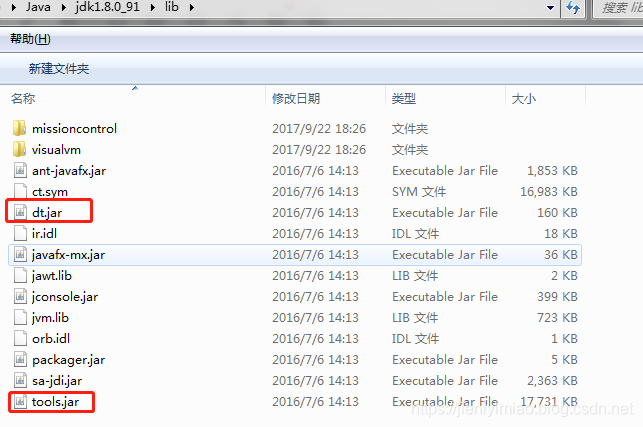 Java jdk1.8.0_91 lib 搜索 lib
帮助(H)
新建文件夹
名称 修改日期 类型 大小
missioncontrol 2017/9/22 18:26 文件夹
visualvm 2017/9/22 18:26 文件夹
ant-javafx.jar 2016/7/6 14:13 Executable Jar File 1,853 KB
ct.sym 2016/7/6 14:13 SYM 文件 16,983 KB
dt.jar 2016/7/6 14:13 Executable Jar File 160 KB
ir.idl 2016/7/6 14:13 IDL 文件 18 KB
javafx-mx.jar 2016/7/6 14:13 Executable Jar File 36 KB
jawt.lib 2016/7/6 14:13 LIB 文件 2 KB
jconsole.jar 2016/7/6 14:13 Executable Jar File 399 KB
jvm.lib 2016/7/6 14:13 LIB 文件 723 KB
orb.idl 2016/7/6 14:13 IDL 文件 1 KB
packager.jar 2016/7/6 14:13 Executable Jar File 5 KB
sa-jdi.jar 2016/7/6 14:13 Executable Jar File 2,363 KB
tools.jar 2016/7/6 14:13 Executable Jar File 17,731 KB